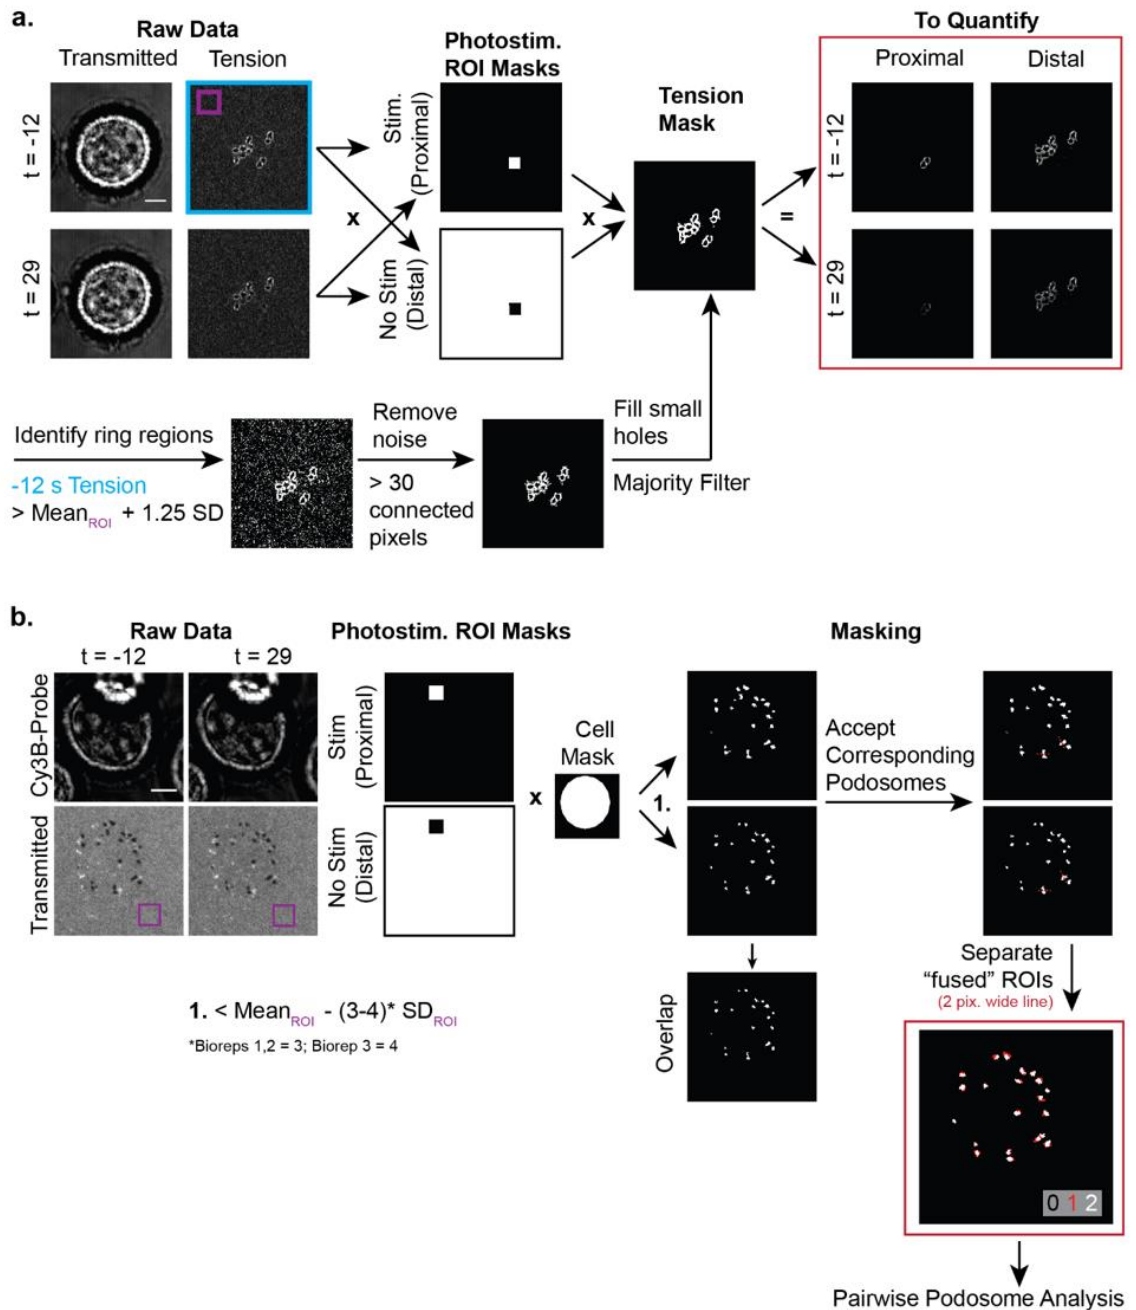 a.
Raw Data
Transmitted
Tension
t = -12
t = 29
x
Photostim.
ROI Masks
Stim.
(Proximal)
No Stim
(Distal)
x
Tension
Mask
=
To Quantify
Proximal
Distal
t = -12
t = 29
Identify ring regions
-12 s Tension
> MeanROI + 1.25 SD
Remove
noise
> 30
connected
pixels
Fill small
holes
Majority Filter
b.
Raw Data
t = -12
t = 29
Cy3B-Probe
Transmitted
Photostim. ROI Masks
Stim
(Proximal)
No Stim
(Distal)
x
Cell
Mask
1.
Masking
Accept
Corresponding
Podosomes
Overlap
Separate
“fused” ROIs
(2 pix. wide line)
1. < MeanROI - (3-4)* SDROI
*Bioreps 1,2 = 3; Biorep 3 = 4
0 1 2
Pairwise Podosome Analysis